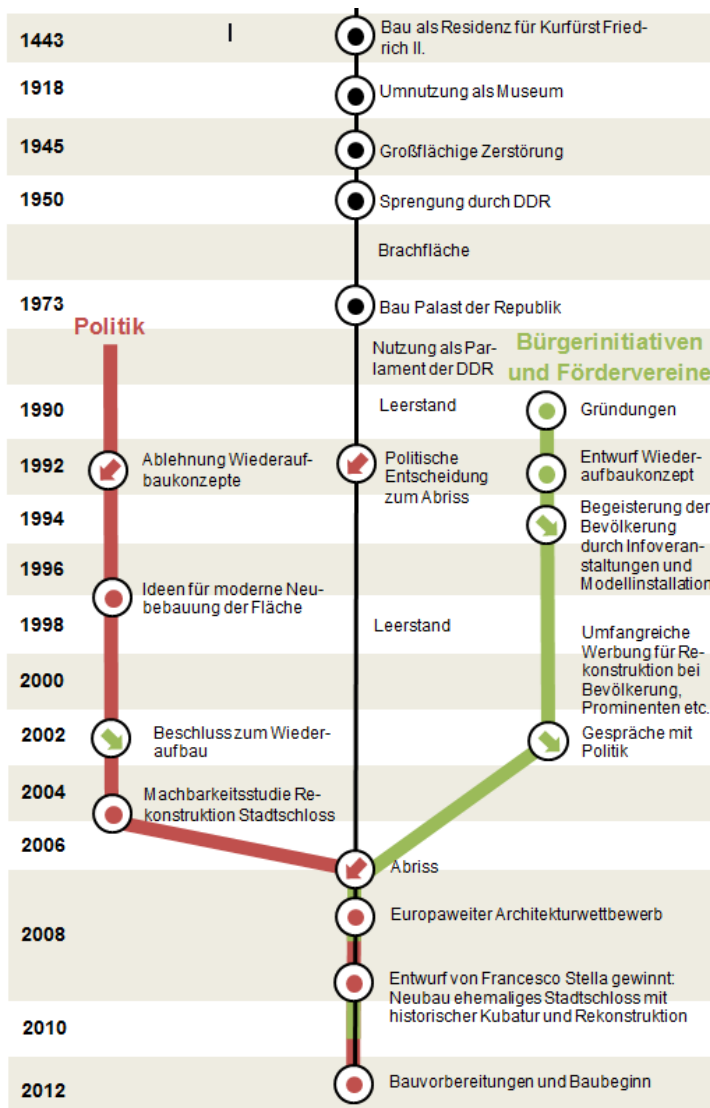 1443
Bau als Residenz für Kurfürst Fried-
rich II.
1918
Umnutzung als Museum
1945
Großflächige Zerstörung
1950
Sprengung durch DDR
Brachfläche
1973
Bau Palast der Republik
Politik
Nutzung als Par-
lament der DDR
Bürgerinitiativen
und Fördervereine
1990
Leerstand
Gründungen
1992
Ablehnung Wiederauf-
baukonzepte
Politische
Entscheidung
zum Abriss
Entwurf Wieder-
aufbaukonzept
1994
Begeisterung der
Bevölkerung
durch Infoveran-
staltungen und
Modellinstallation
1996
Ideen für moderne Neu-
bebauung der Fläche
1998
Leerstand
Umfangreiche
Werbung für Re-
konstruktion bei
Bevölkerung,
Prominenten etc.
2000
2002
Beschluss zum Wieder-
aufbau
Gespräche mit
Politik
2004
Machbarkeitsstudie Re-
konstruktion Stadtschloss
2006
Abriss
Europaweiter Architekturwettbewerb
2008
Entwurf von Francesco Stella gewinnt:
Neubau ehemaliges Stadtschloss mit
historischer Kubatur und Rekonstruktion
2010
Bauvorbereitungen und Baubeginn
2012